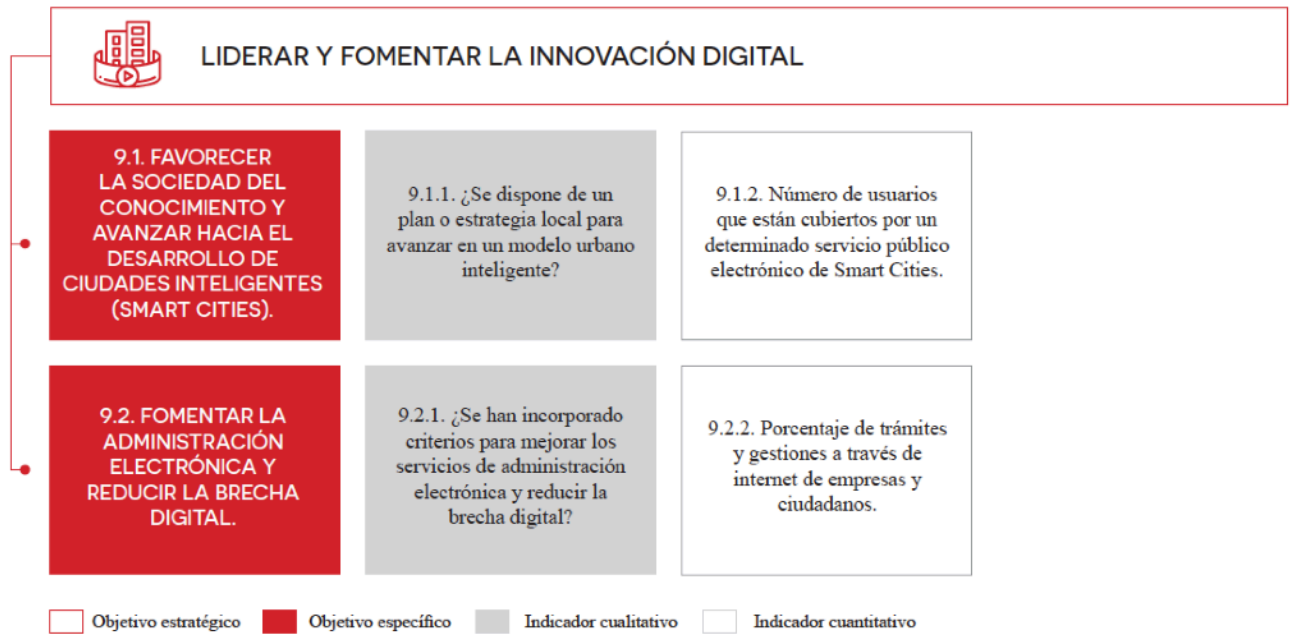 LIDERAR Y FOMENTAR LA INNOVACIÓN DIGITAL
9.1. FAVORECER
LA SOCIEDAD DEL
CONOCIMIENTO Y
AVANZAR HACIA EL
DESARROLLO DE
CIUDADES INTELIGENTES
(SMART CITIES).
9.1.1. ¿Se dispone de un
plan o estrategia local para
avanzar en un modelo urbano
inteligente?
9.1.2. Número de usuarios
que están cubiertos por un
determinado servicio público
electrónico de Smart Cities.
9.2. FOMENTAR LA
ADMINISTRACIÓN
ELECTRÓNICA Y
REDUCIR LA BRECHA
DIGITAL.
9.2.1. ¿Se han incorporado
criterios para mejorar los
servicios de administración
electrónica y reducir la
brecha digital?
9.2.2. Porcentaje de trámites
y gestiones a través de
internet de empresas y
ciudadanos.
Objetivo estratégico
Objetivo específico
Indicador cualitativo
Indicador cuantitativo